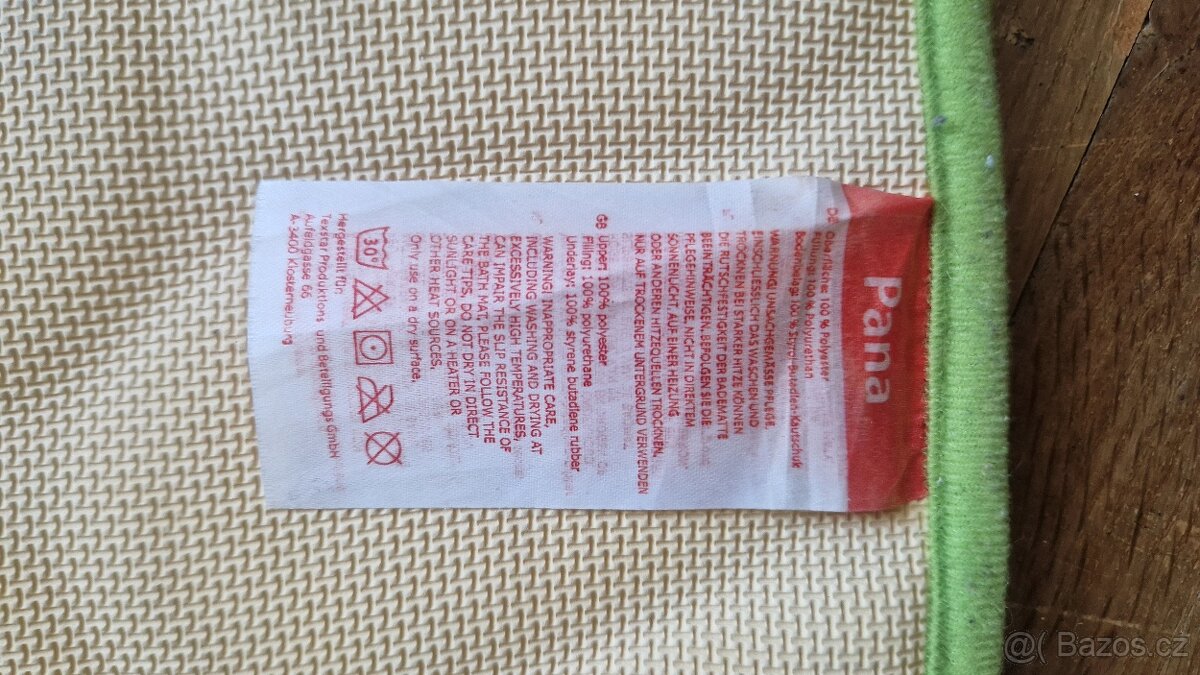 Pana
DE Oberfläche: 100 % Polyester
Füllung: 100 % Polyurethan
Bodenbelag: 100 % Styrol-Butadien-Kautschuk
WARNUNG! UNSACHGEMÄSSE PFLEGE,
EINSCHLIESSLICH DAS WASCHEN UND
TROCKNEN BEI STARKER HITZE KÖNNEN
DIE RUTSCHFESTIGKEIT DER BADEMATTE
BEEINTRÄCHTIGEN. BEFOLGEN SIE DIE
PFLEGEHINWEISE, NICHT IN DIREKTEM
SONNENLICHT, AUF EINER HEIZUNG
ODER ANDEREN HITZEQUELLEN TROCKNEN.
NUR AUF TROCKENEM UNTERGRUND VERWENDEN
GB Upper: 100% polyester
Filling: 100% polyurethane
Underlay: 100% styrene butadiene rubber
WARNING! INAPPROPRIATE CARE,
INCLUDING WASHING AND DRYING AT
EXCESSIVELY HIGH TEMPERATURES,
CAN IMPAIR THE SLIP RESISTANCE OF
THE BATH MAT. PLEASE FOLLOW THE
CARE TIPS, DO NOT DRY IN DIRECT
SUNLIGHT OR ON A HEATER OR
OTHER HEAT SOURCES.
Only use on a dry surface.
30°
Hergestellt für:
Texstar Produktions und Beteiligungs GmbH
Aufeldgasse 66
A-3400 Klosterneuburg
@( Bazos.cz